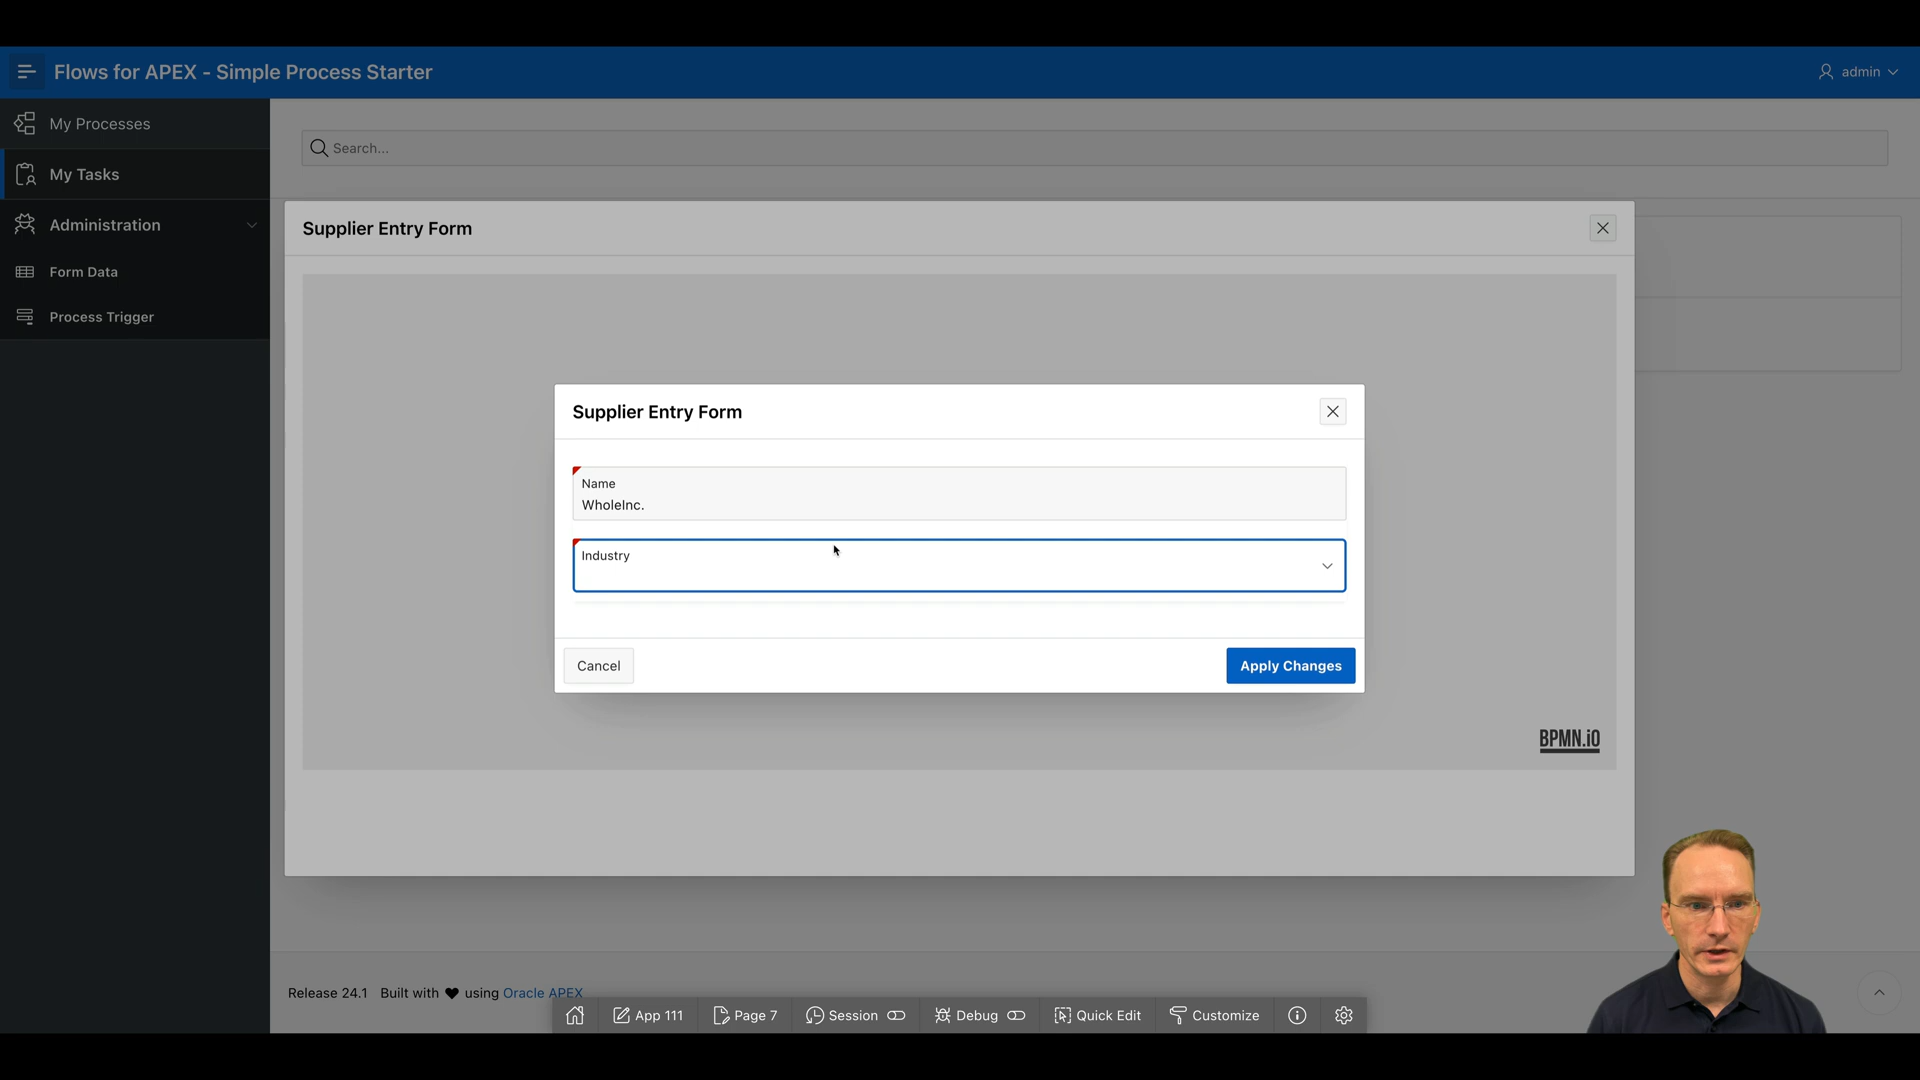 Flows for APEX - Simple Process Starter
admin
My Processes
My Tasks
Administration
Form Data
Process Trigger
Search...
Supplier Entry Form
Supplier Entry Form
Name
WholeInc.
Industry
Cancel
Apply Changes
BPMN.iO
Release 24.1 Built with ♥ using Oracle APEX
App 111
Page 7
Session
Debug
Quick Edit
Customize